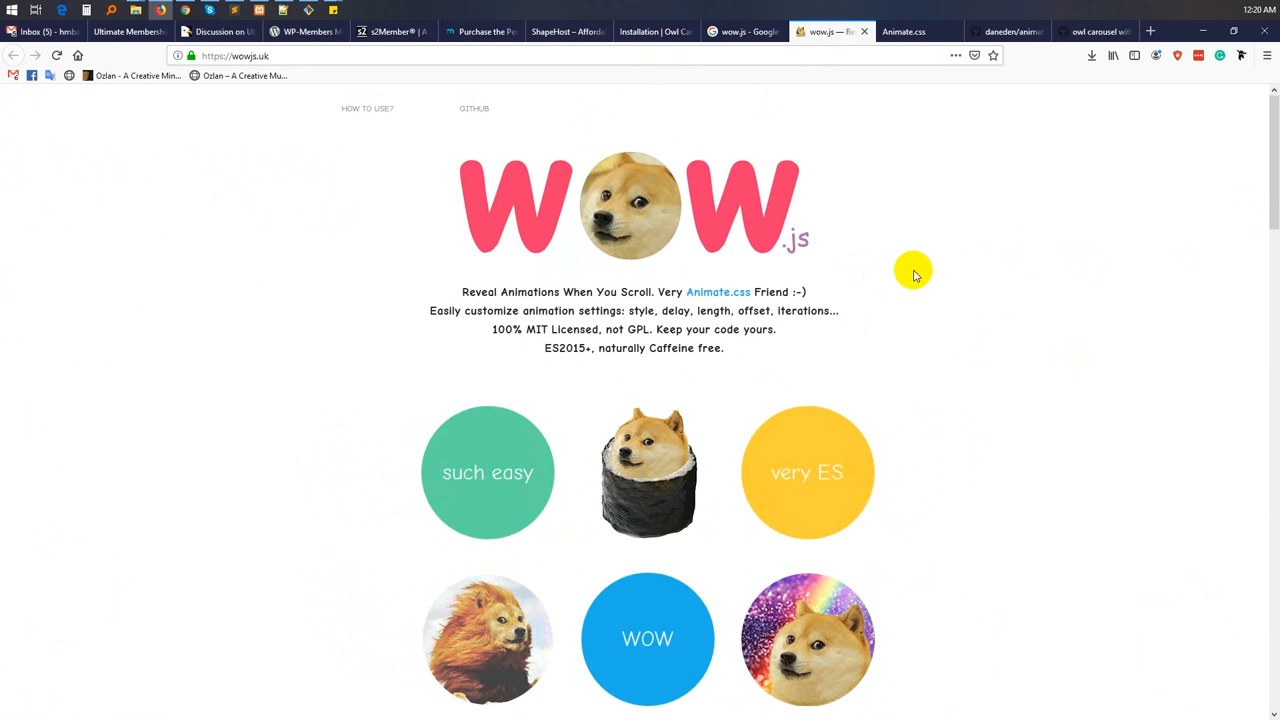 12:20 AM
Inbox (5) - hmba
Ultimate Membersh
Discussion on Ul
WP-Members M
s2Member® | A
Purchase the Pe
ShapeHost – Afforda
Installation | Owl Ca
wow.js - Google
wow.js — Re
Animate.css
daneden/anima
owl carousel with
https://wowjs.uk
Ozlan - A Creative Min...
Ozlan – A Creative Mu...
HOW TO USE?
GITHUB
WOW.js
Reveal Animations When You Scroll. Very Animate.css Friend :-)
Easily customize animation settings: style, delay, length, offset, iterations...
100% MIT Licensed, not GPL. Keep your code yours.
ES2015+, naturally Caffeine free.
such easy
very ES
WOW